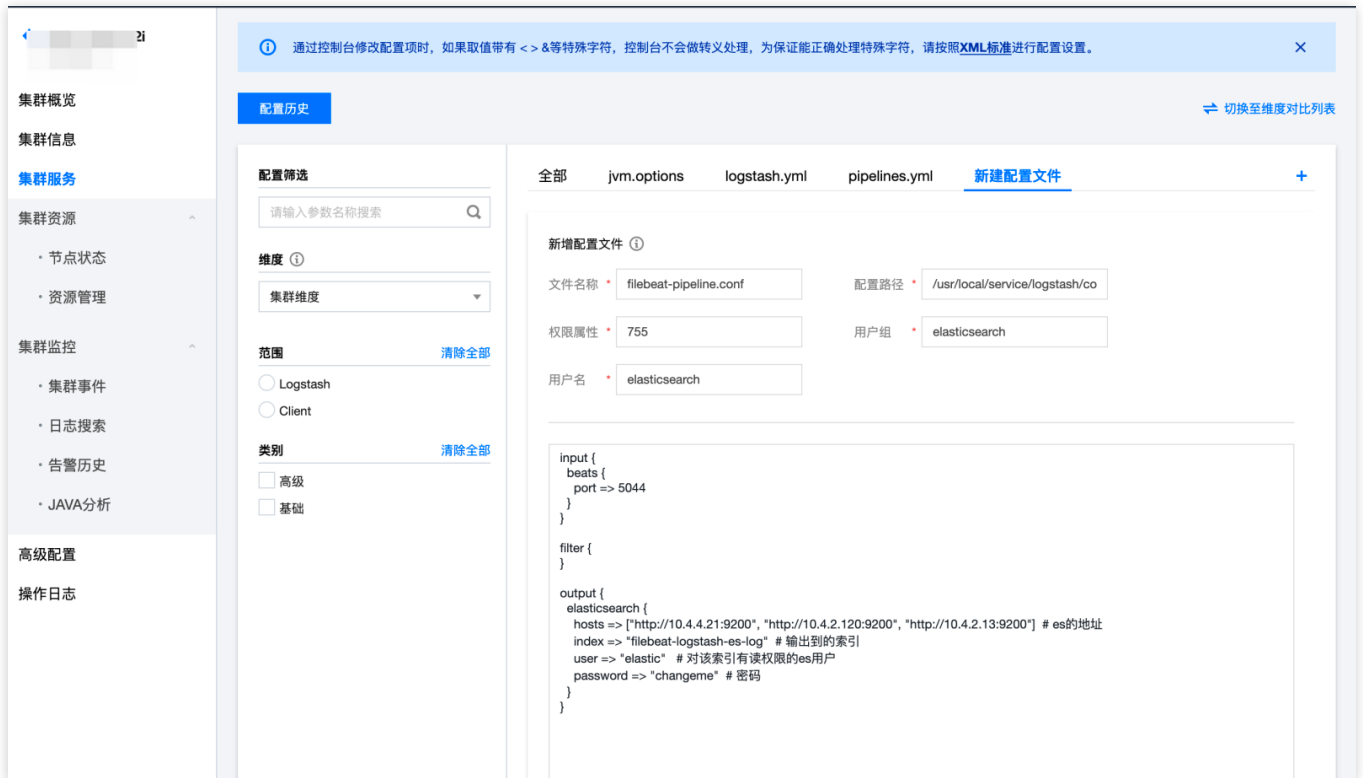 2i
集群概览
集群信息
集群服务
集群资源
· 节点状态
· 资源管理
集群监控
· 集群事件
· 日志搜索
· 告警历史
· JAVA分析
高级配置
操作日志
通过控制台修改配置项时，如果取值带有 < > &等特殊字符，控制台不会做转义处理，为保证能正确处理特殊字符，请按照XML标准进行配置设置。
配置历史
切换至维度对比列表
配置筛选
请输入参数名称搜索
维度
集群维度
范围 清除全部
Logstash
Client
类别 清除全部
高级
基础
全部 jvm.options logstash.yml pipelines.yml 新建配置文件 +
新增配置文件
文件名称 * filebeat-pipeline.conf 配置路径 * /usr/local/service/logstash/co
权限属性 * 755 用户组 * elasticsearch
用户名 * elasticsearch
input {
beats {
port => 5044
}
}
filter {
}
output {
elasticsearch {
hosts => ["http://10.4.4.21:9200", "http://10.4.2.120:9200", "http://10.4.2.13:9200"] # es的地址
index => "filebeat-logstash-es-log" # 输出到的索引
user => "elastic" # 对该索引有读权限的es用户
password => "changeme" # 密码
}
}